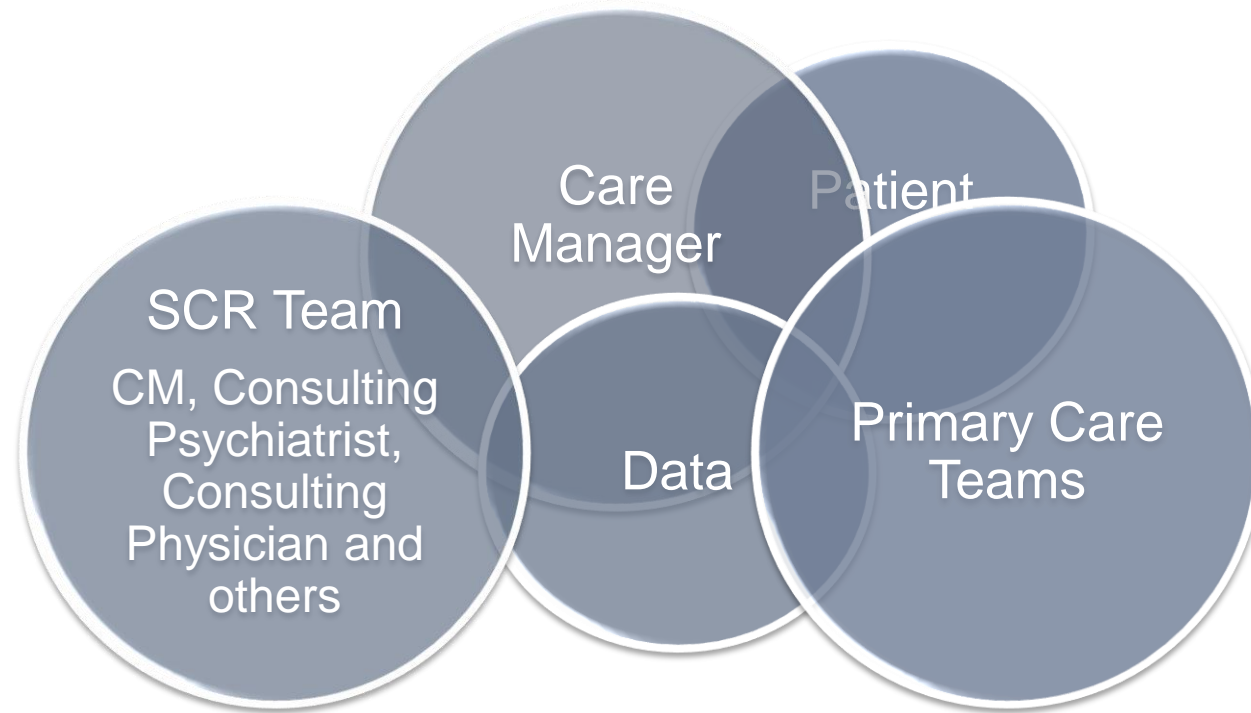 Care
Manager
Patient
SCR Team
CM, Consulting
Psychiatrist,
Consulting
Physician and
others
Data
Primary Care
Teams